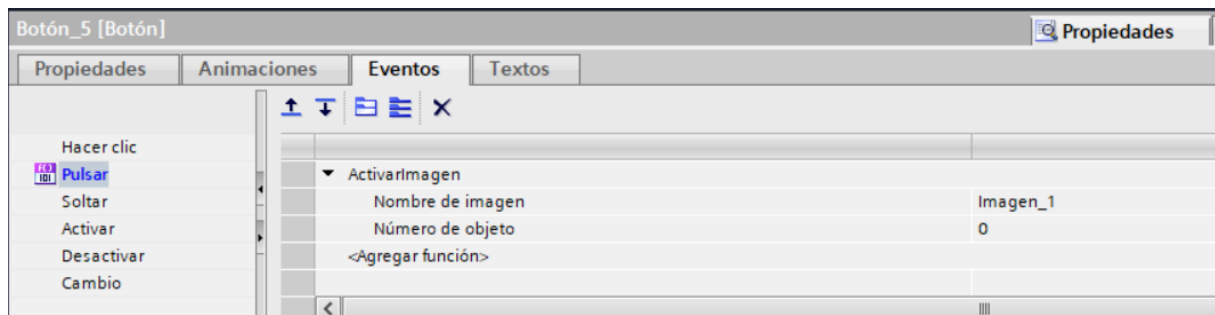 Botón_5 [Botón]
Propiedades
Propiedades Animaciones Eventos Textos
Hacer clic
Pulsar
Soltar
Activar
Desactivar
Cambio
ActivarImagen
Nombre de imagen Imagen_1
Número de objeto 0
<Agregar función>